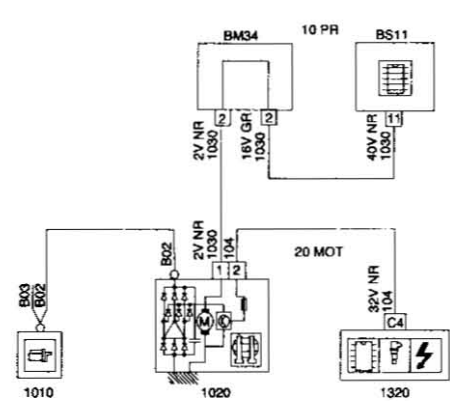 BM34
10 PR
BS11
2
2
11
2V NR
1030
16V GR
1030
40V NR
1030
2V NR
1030
104
B02
20 MOT
32V NR
104
B03
B02
1
2
C4
M
1010
1020
1320